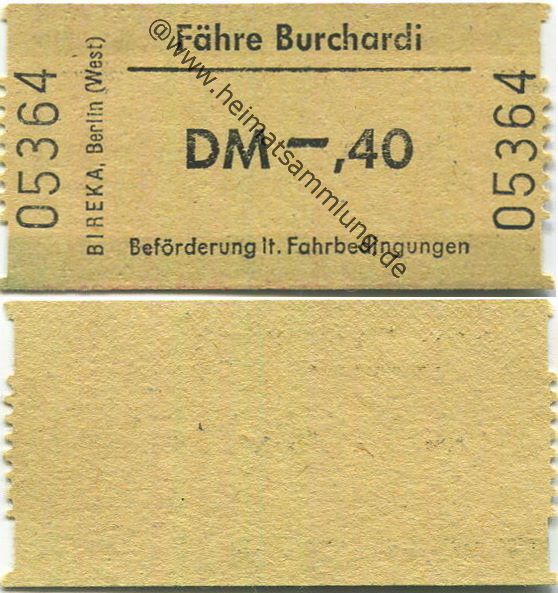 Fähre Burchardi
DM —,40
Beförderung lt. Fahrbedingungen
05364
BIREKA, Berlin (West)
05364
@www.heimatsammlung.de